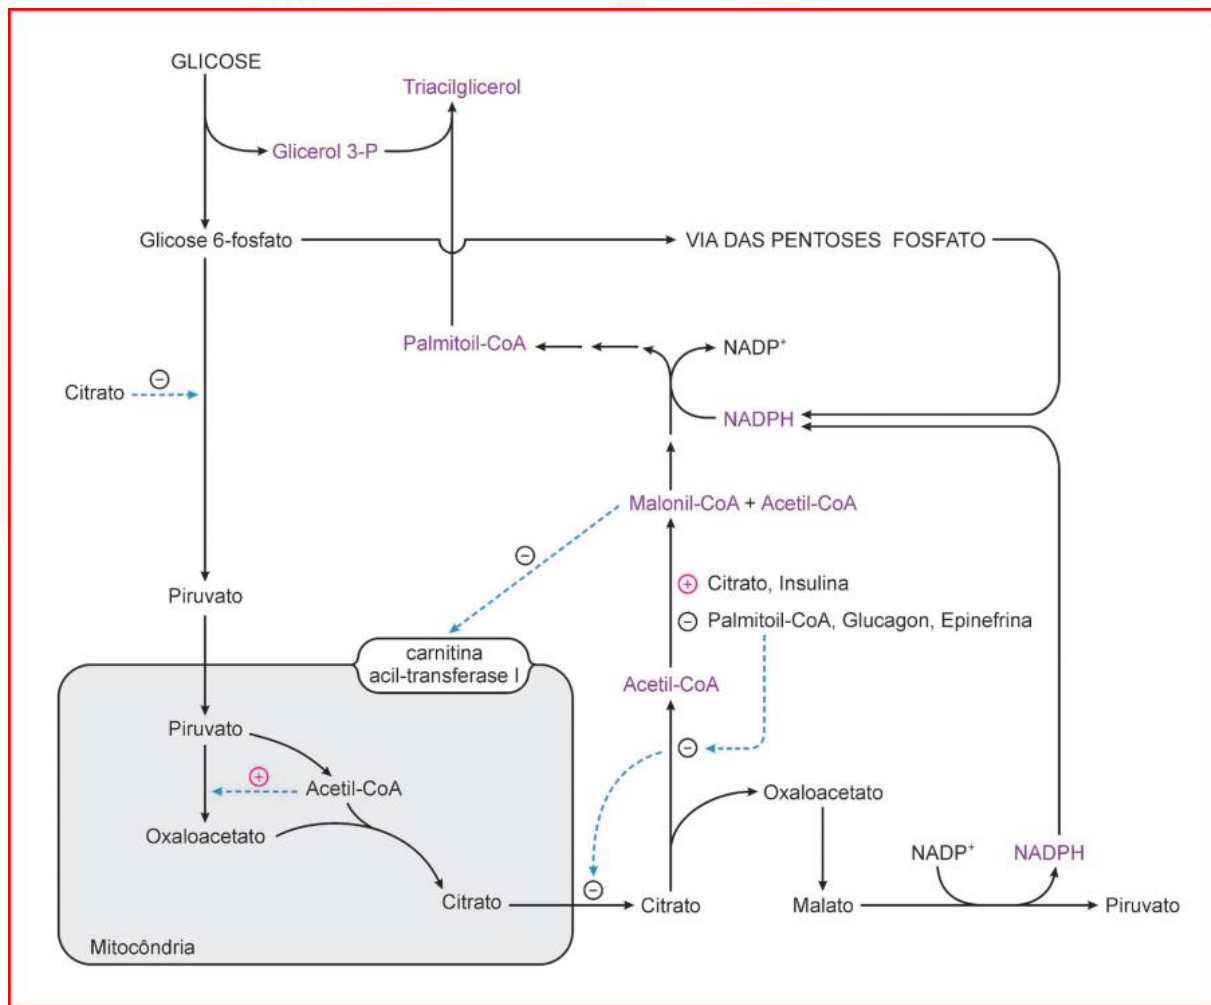 GLICOSE
Triacilglicerol
Glicerol 3-P
Glicose 6-fosfato
VIA DAS PENTOSES FOSFATO
Palmitoil-CoA
NADP⁺
Citrato
−
NADPH
Malonil-CoA + Acetil-CoA
−
+ Citrato, Insulina
− Palmitoil-CoA, Glucagon, Epinefrina
Piruvato
carnitina
acil-transferase I
Acetil-CoA
Piruvato
−
+
Acetil-CoA
Oxaloacetato
Oxaloacetato
NADP⁺
NADPH
Citrato
−
Citrato
Malato
Piruvato
Mitocôndria